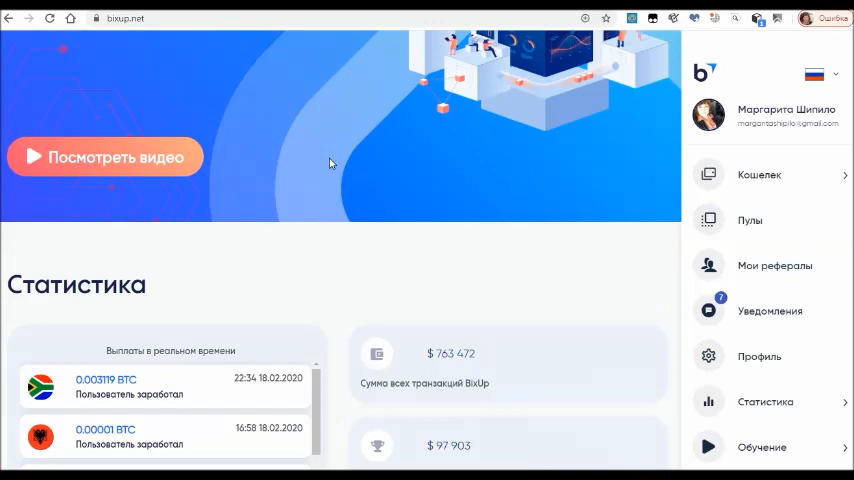 bixup.net
Ошибка
1
Посмотреть видео
b
Маргарита Шипило
margaritashipilo@gmail.com
Кошелек
Пулы
Мои рефералы
7
Уведомления
Профиль
Статистика
Обучение
Статистика
Выплаты в реальном времени
0.003119 BTC
22:34 18.02.2020
Пользователь заработал
0.00001 BTC
16:58 18.02.2020
Пользователь заработал
$ 763 472
Сумма всех транзакций BixUp
$ 97 903